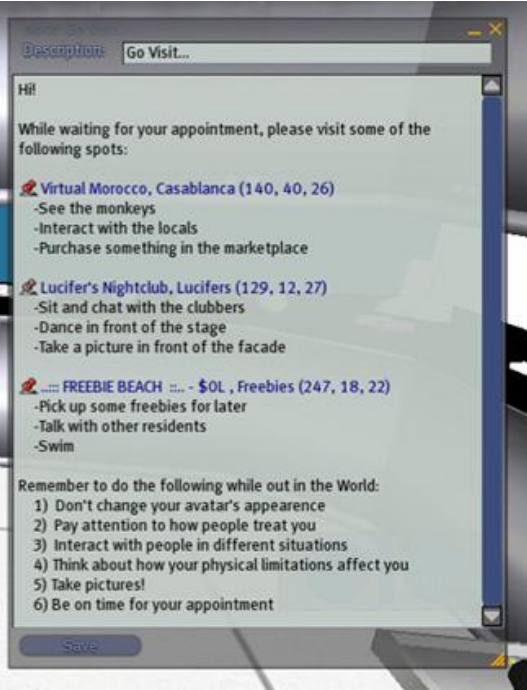 Description:
Go Visit...
Hi!
While waiting for your appointment, please visit some of the
following spots:
Virtual Morocco, Casablanca (140, 40, 26)
-See the monkeys
-Interact with the locals
-Purchase something in the marketplace
Lucifer's Nightclub, Lucifers (129, 12, 27)
-Sit and chat with the clubbers
-Dance in front of the stage
-Take a picture in front of the facade
..::: FREEBIE BEACH ::.. - $0L , Freebies (247, 18, 22)
-Pick up some freebies for later
-Talk with other residents
-Swim
Remember to do the following while out in the World:
1) Don't change your avatar's appearence
2) Pay attention to how people treat you
3) Interact with people in different situations
4) Think about how your physical limitations affect you
5) Take pictures!
6) Be on time for your appointment
Save